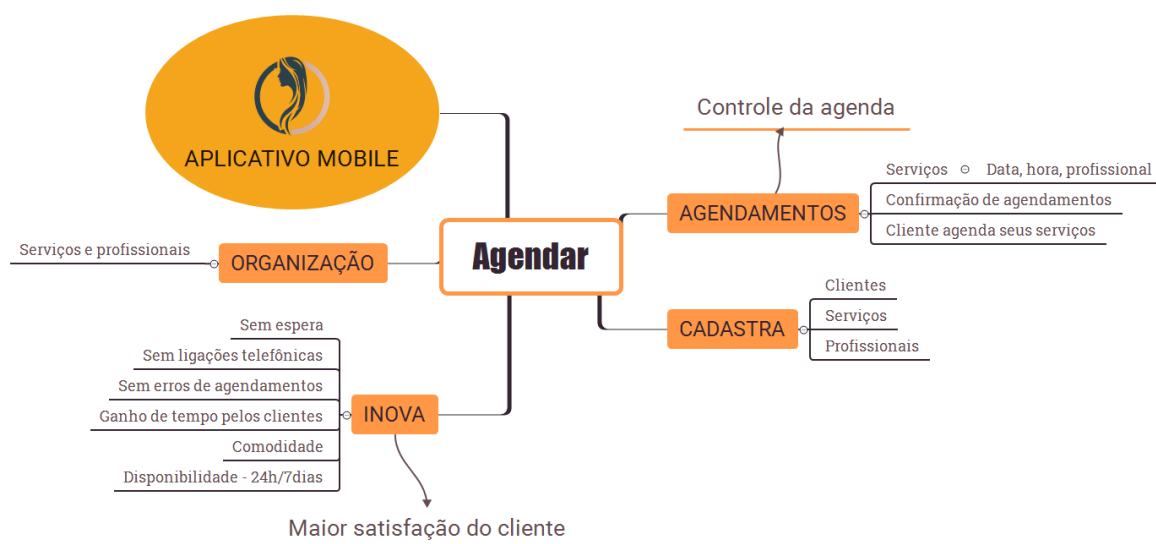 APLICATIVO MOBILE
Agendar
Controle da agenda
AGENDAMENTOS
Serviços
Data, hora, profissional
Confirmação de agendamentos
Cliente agenda seus serviços
CADASTRA
Clientes
Serviços
Profissionais
ORGANIZAÇÃO
Serviços e profissionais
INOVA
Sem espera
Sem ligações telefônicas
Sem erros de agendamentos
Ganho de tempo pelos clientes
Comodidade
Disponibilidade - 24h/7dias
Maior satisfação do cliente